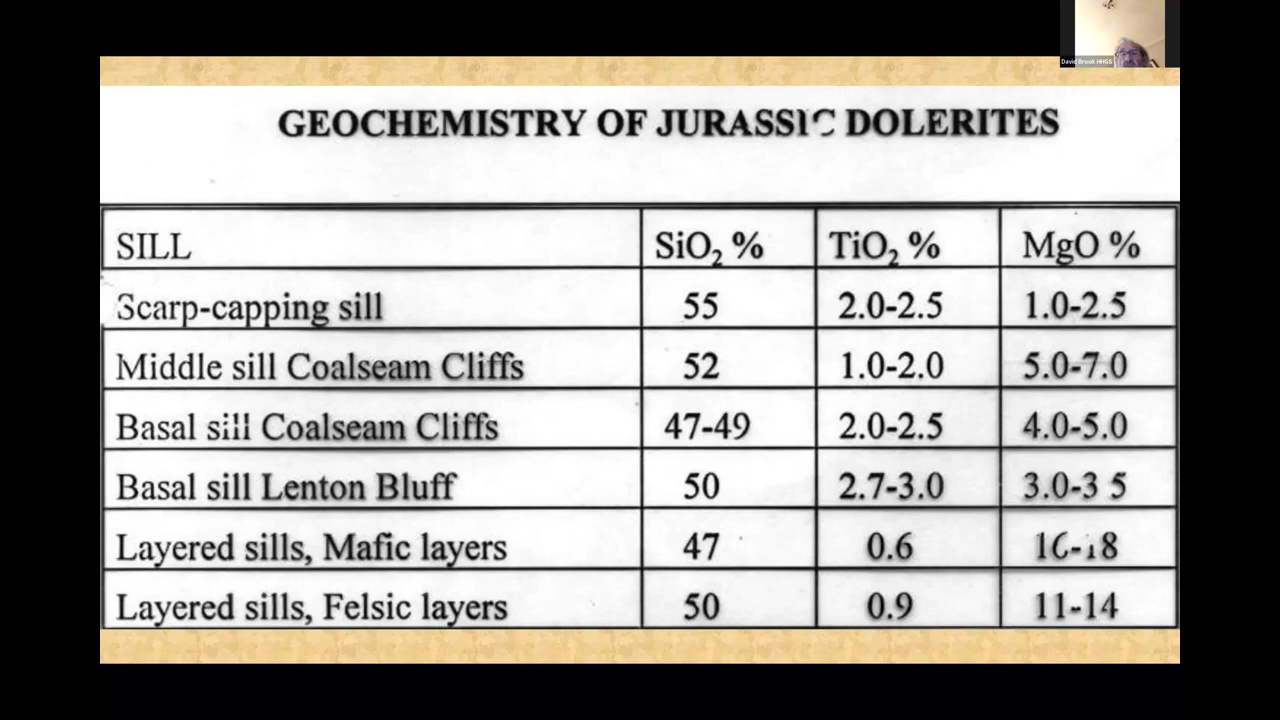 David Brook HHGS
GEOCHEMISTRY OF JURASSIC DOLERITES
SILL SiO₂ % TiO₂ % MgO %
Scarp-capping sill 55 2.0-2.5 1.0-2.5
Middle sill Coalseam Cliffs 52 1.0-2.0 5.0-7.0
Basal sill Coalseam Cliffs 47-49 2.0-2.5 4.0-5.0
Basal sill Lenton Bluff 50 2.7-3.0 3.0-3 5
Layered sills, Mafic layers 47 0.6 16-18
Layered sills, Felsic layers 50 0.9 11-14